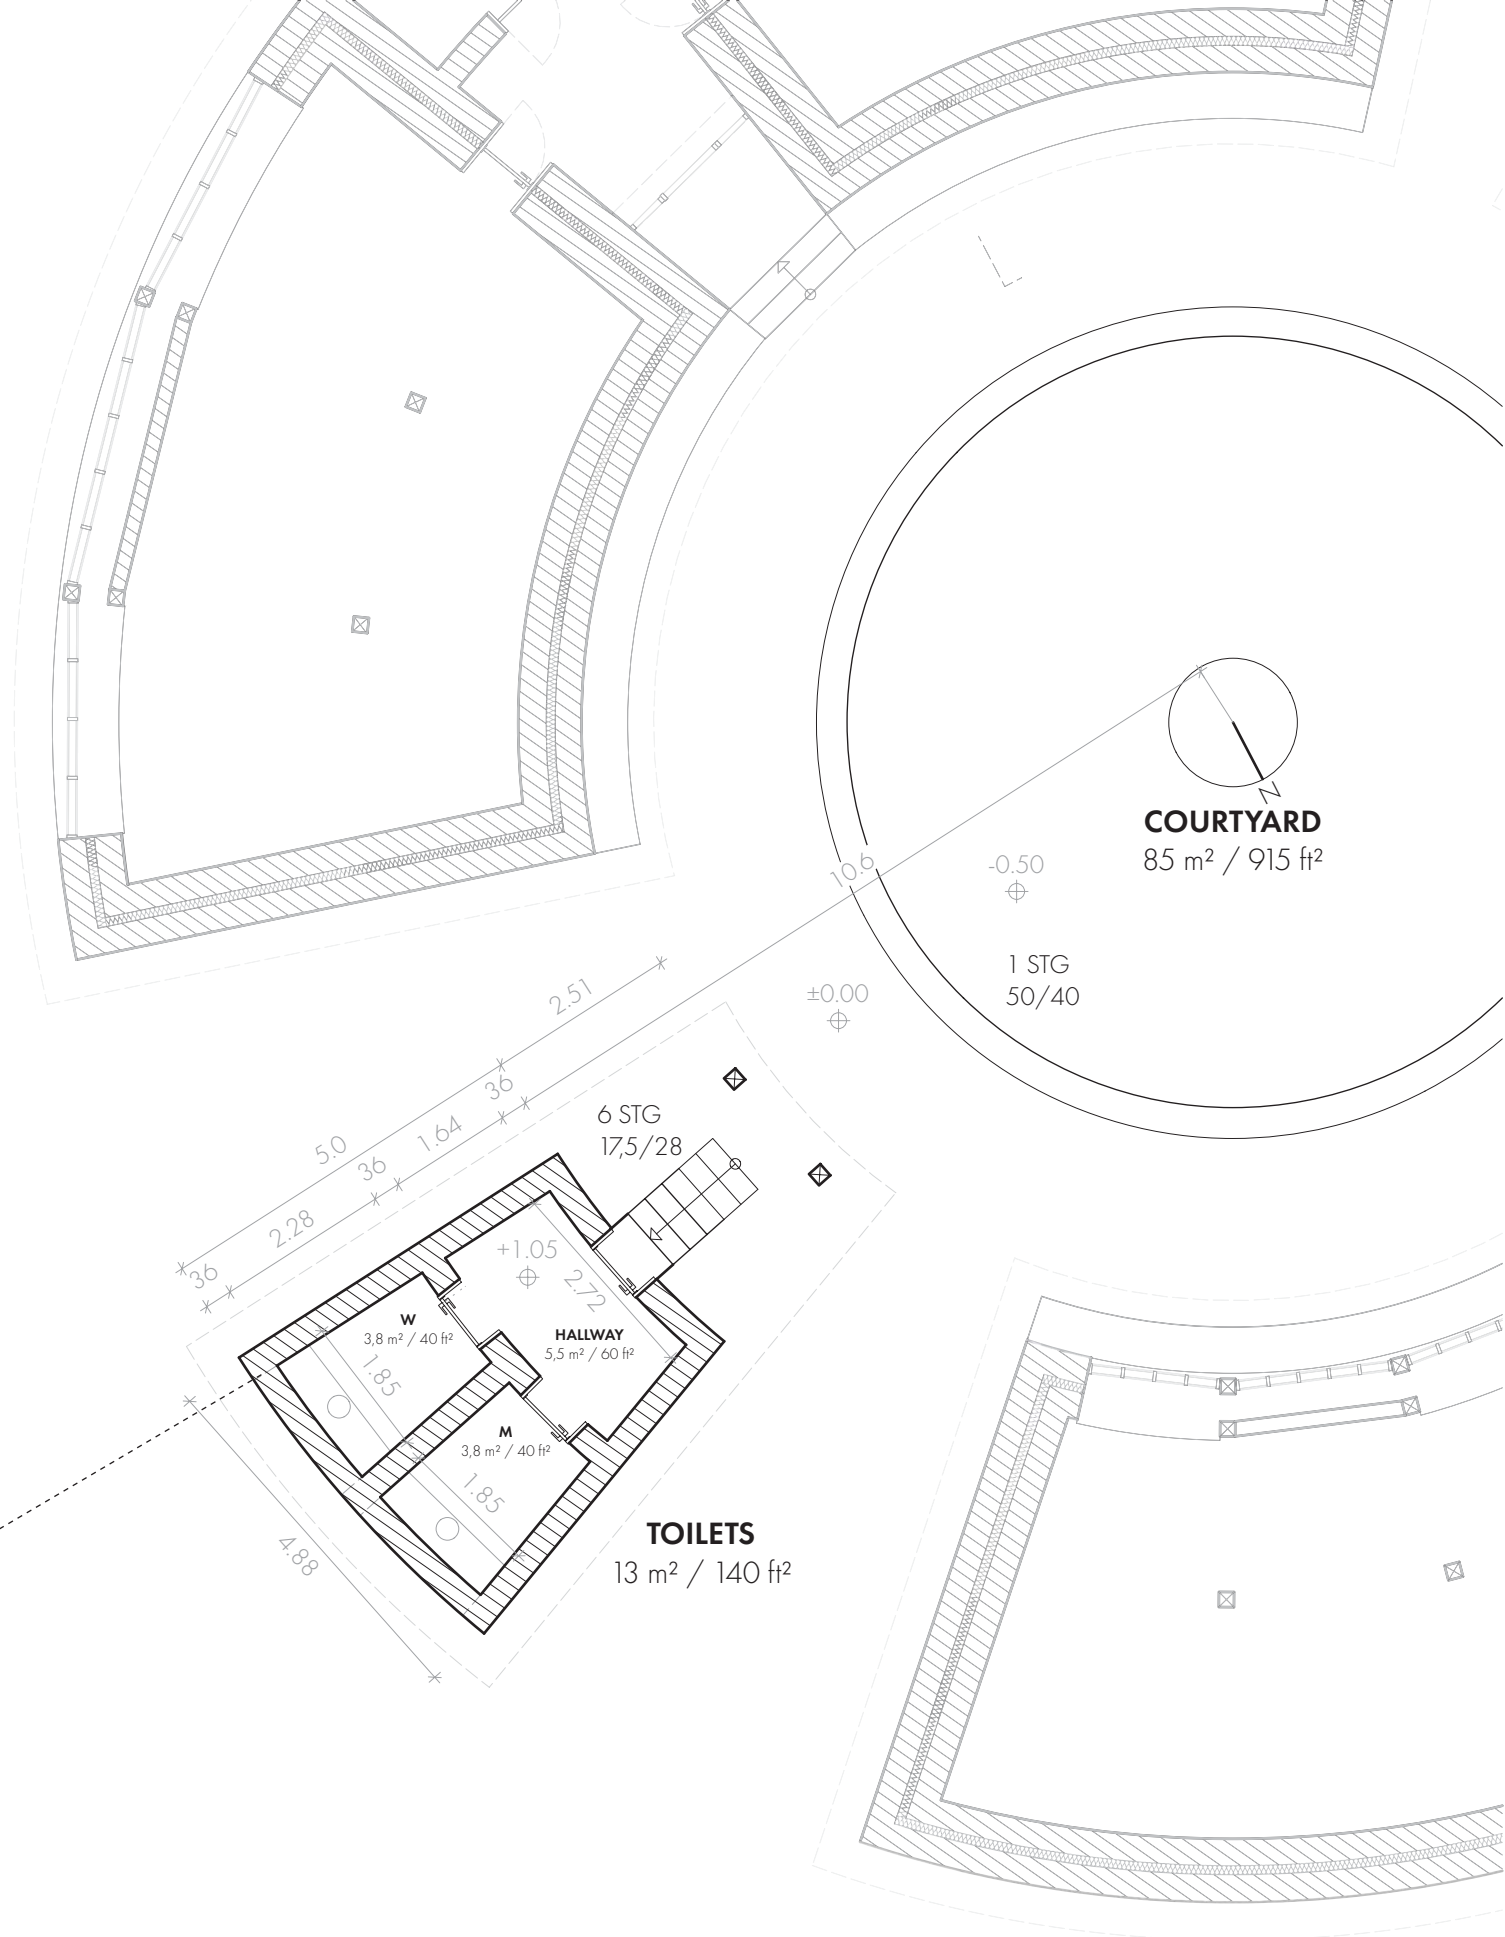 N
COURTYARD
85 m² / 915 ft²
10.6
-0.50
1 STG
50/40
±0.00
2.51
36
6 STG
17,5/28
1.64
5.0
36
2.28
36
+1.05
2.72
W
3,8 m² / 40 ft²
HALLWAY
5,5 m² / 60 ft²
1.85
M
3,8 m² / 40 ft²
1.85
4.88
TOILETS
13 m² / 140 ft²